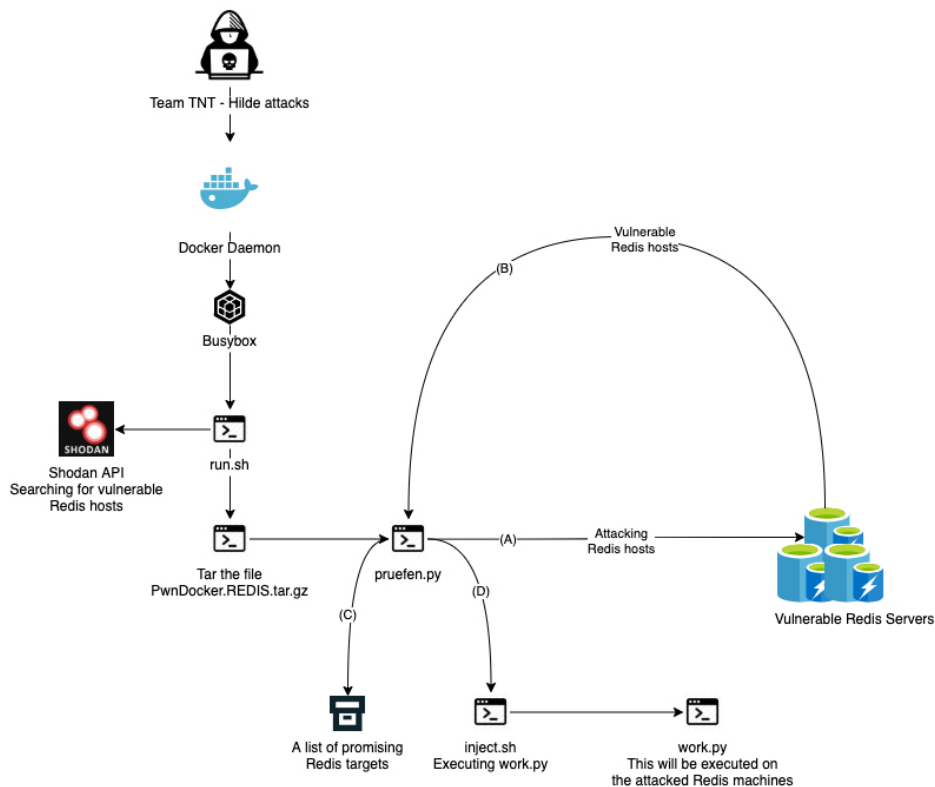 Team TNT - Hilde attacks
Docker Daemon
Busybox
SHODAN
Shodan API
Searching for vulnerable
Redis hosts
run.sh
Tar the file
PwnDocker.REDIS.tar.gz
pruefen.py
(A)
Attacking
Redis hosts
Vulnerable
Redis hosts
(B)
Vulnerable Redis Servers
(C)
(D)
A list of promising
Redis targets
inject.sh
Executing work.py
work.py
This will be executed on
the attacked Redis machines